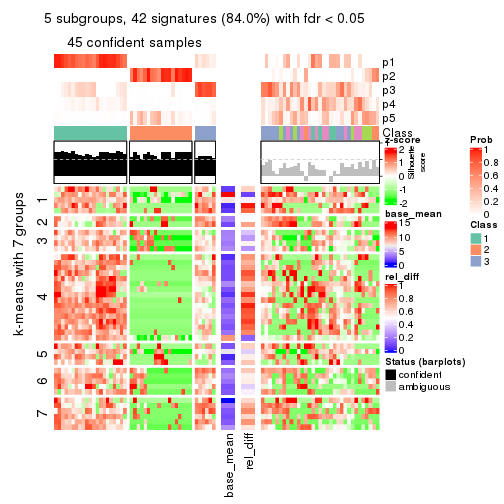 5 subgroups, 42 signatures (84.0%) with fdr < 0.05
45 confident samples
p1
p2
p3
p4
p5
Class
z-score
2
1
0
-1
-2
Silhouette
score
Prob
1
0.8
0.6
0.4
0.2
0
base_mean
15
10
5
0
Class
1
2
3
rel_diff
1
0.8
0.6
0.4
0.2
0
Status (barplots)
confident
ambiguous
k-means with 7 groups
1
2
3
4
5
6
7
base_mean
rel_diff